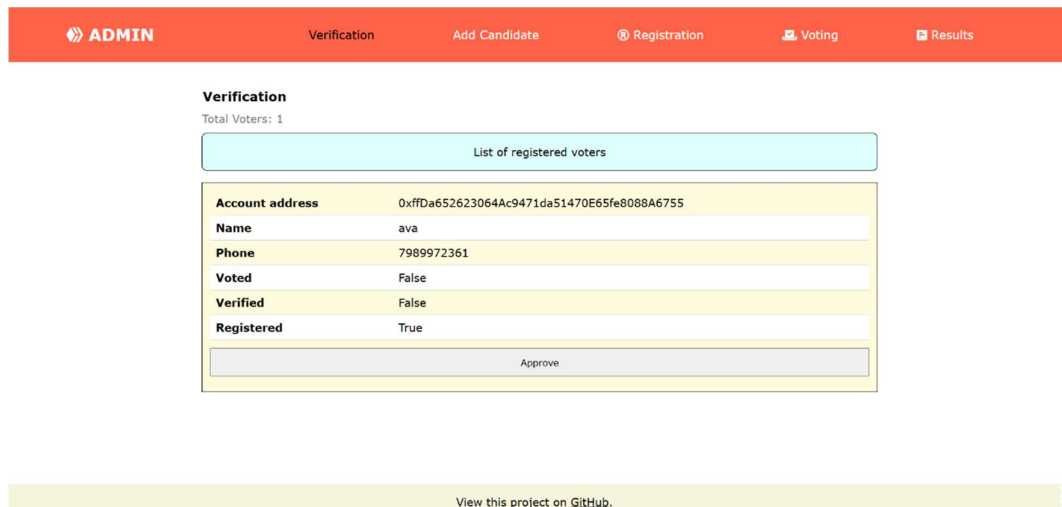 ADMIN Verification Add Candidate ® Registration Voting Results
Verification
Total Voters: 1
List of registered voters
Account address 0xffDa652623064Ac9471da51470E65fe8088A6755
Name ava
Phone 7989972361
Voted False
Verified False
Registered True
Approve
View this project on GitHub.